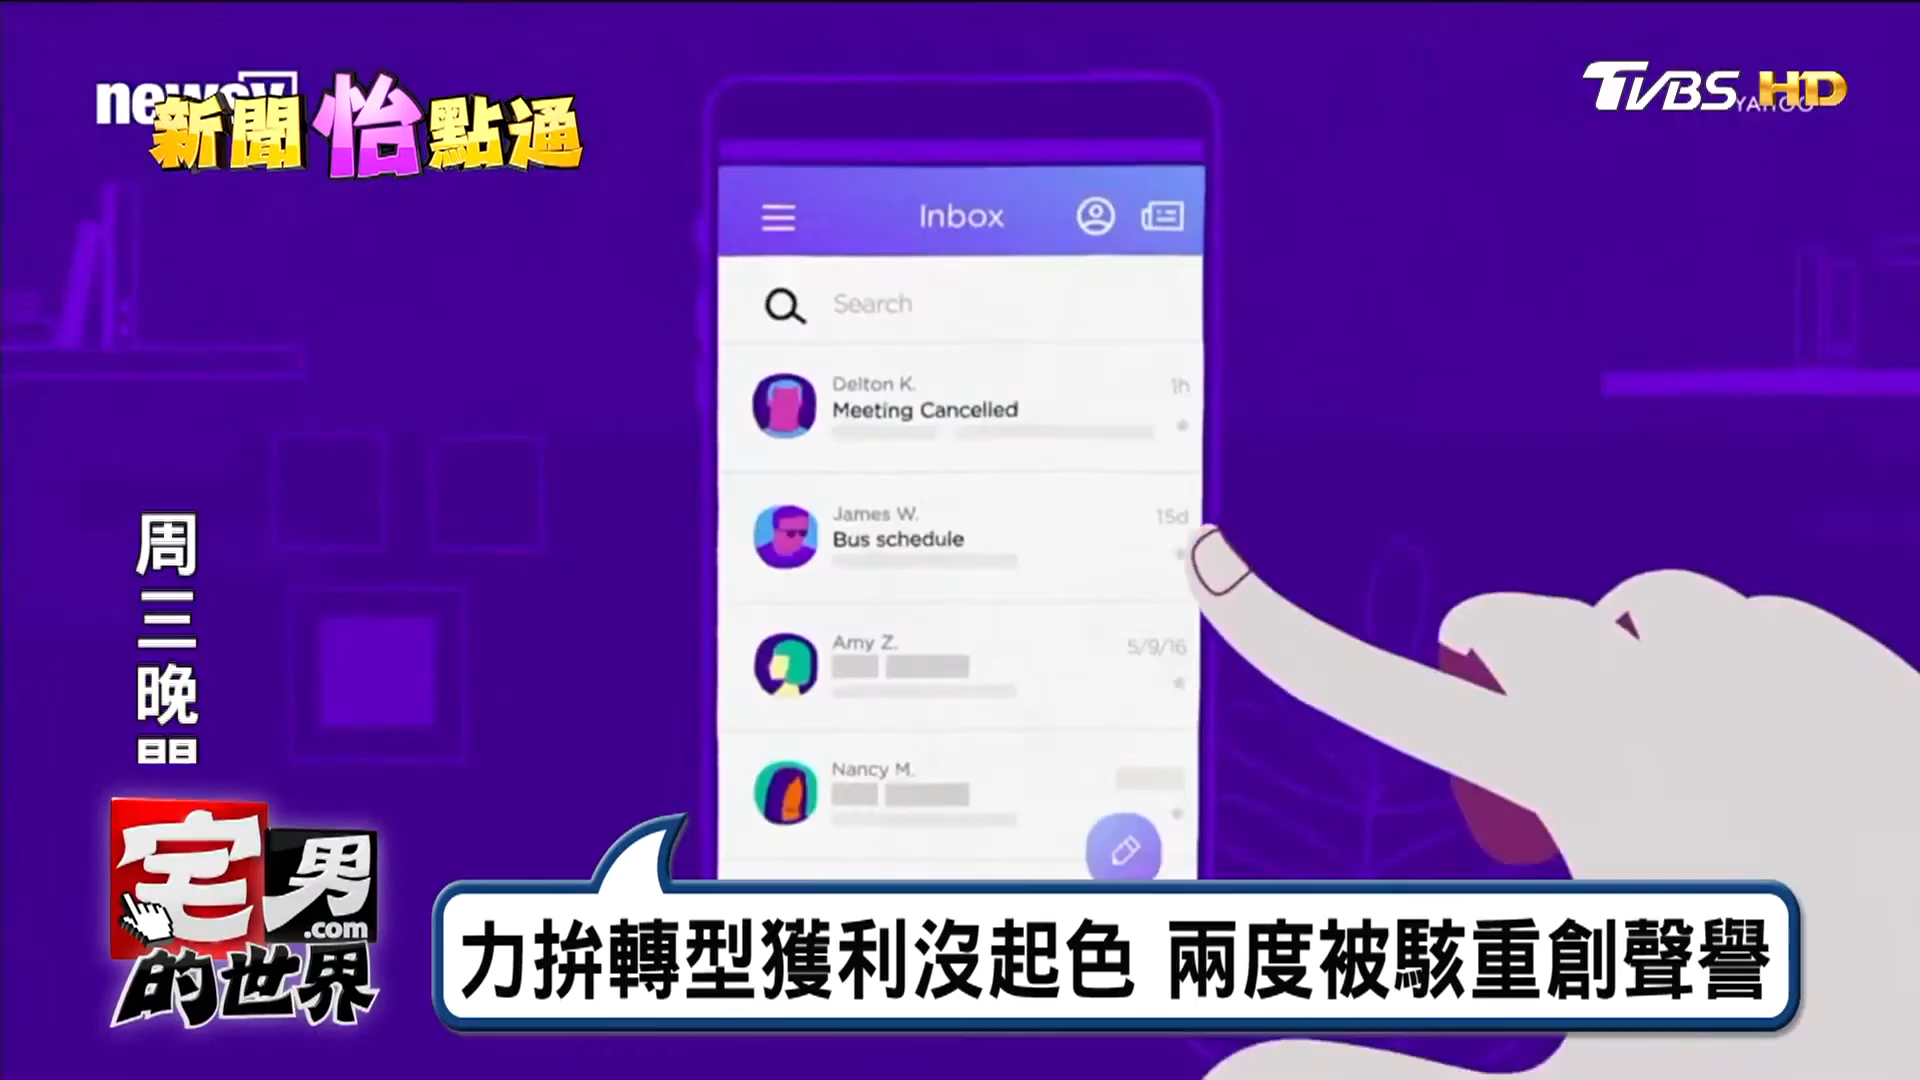 newsy
新聞怡點通
TVBS HD
YAHOO
Inbox
Search
Delton K.
1h
Meeting Cancelled
James W.
15d
Bus schedule
Amy Z.
5/9/16
Nancy M.
周三晚
宅男
.com
的世界
力拚轉型獲利沒起色 兩度被駭重創聲譽